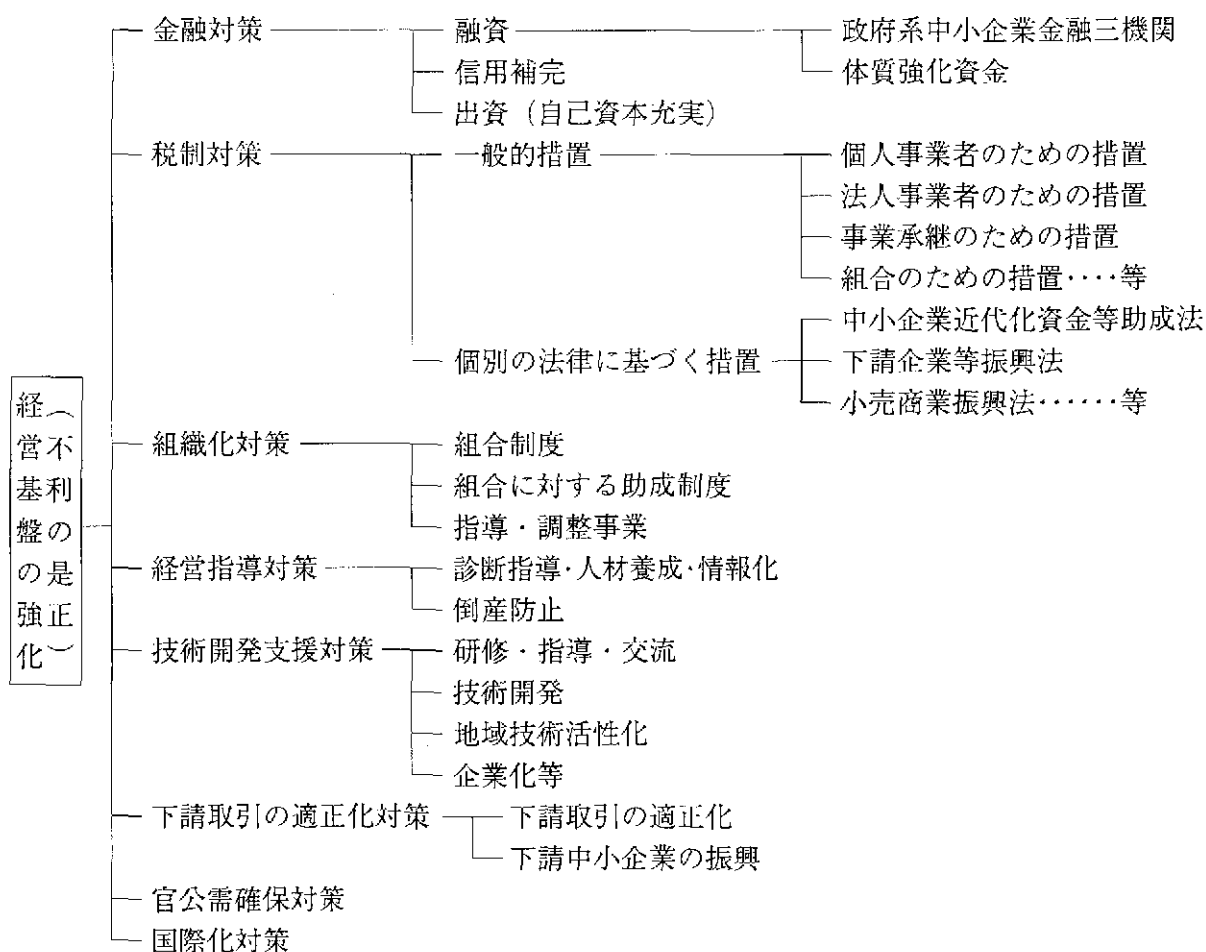 金融対策 融資 政府系中小企業金融三機関
信用補完 体質強化資金
出資(自己資本充実)
税制対策 一般的措置 個人事業者のための措置
法人事業者のための措置
事業承継のための措置
組合のための措置‥‥等
中小企業近代化資金等助成法
個別の法律に基づく措置 下請企業等振興法
小売商業振興法……等
経営基盤の強化
(不利の是正)
組織化対策 組合制度
組合に対する助成制度
指導・調整事業
経営指導対策 診断指導・人材養成・情報化
倒産防止
技術開発支援対策 研修・指導・交流
技術開発
地域技術活性化
企業化等
下請取引の適正化対策 下請取引の適正化
下請中小企業の振興
官公需確保対策
国際化対策